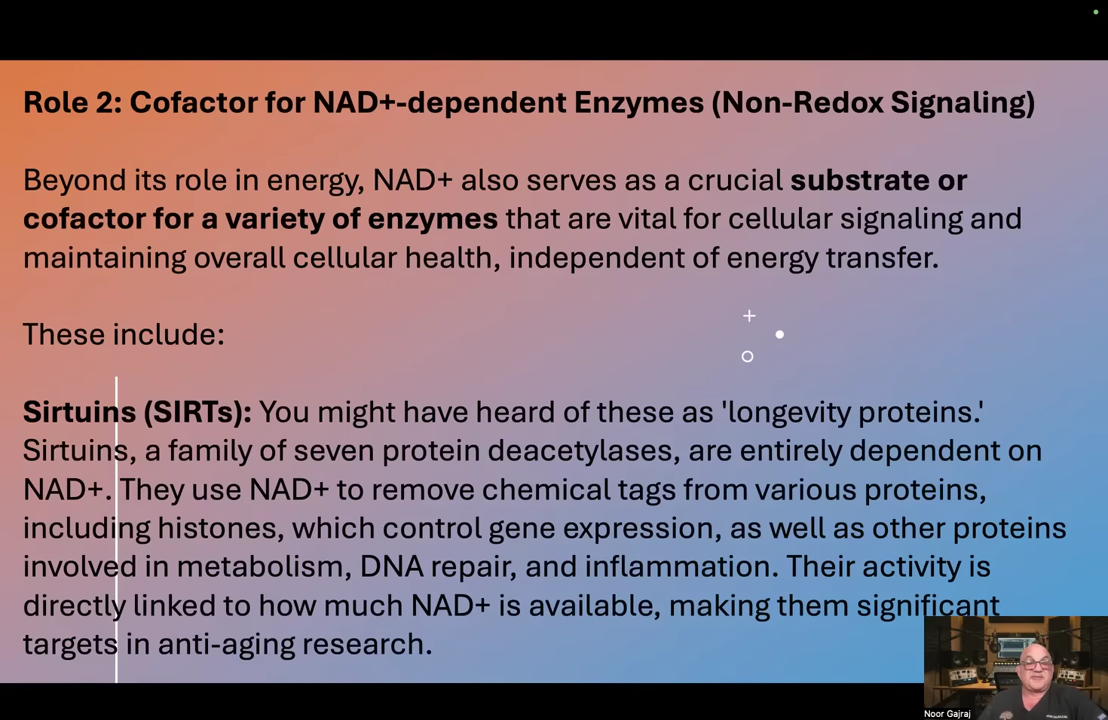 Role 2: Cofactor for NAD+-dependent Enzymes (Non-Redox Signaling)
Beyond its role in energy, NAD+ also serves as a crucial substrate or
cofactor for a variety of enzymes that are vital for cellular signaling and
maintaining overall cellular health, independent of energy transfer.
These include:
Sirtuins (SIRTs): You might have heard of these as 'longevity proteins.'
Sirtuins, a family of seven protein deacetylases, are entirely dependent on
NAD+. They use NAD+ to remove chemical tags from various proteins,
including histones, which control gene expression, as well as other proteins
involved in metabolism, DNA repair, and inflammation. Their activity is
directly linked to how much NAD+ is available, making them significant
targets in anti-aging research.
Noor Gajraj